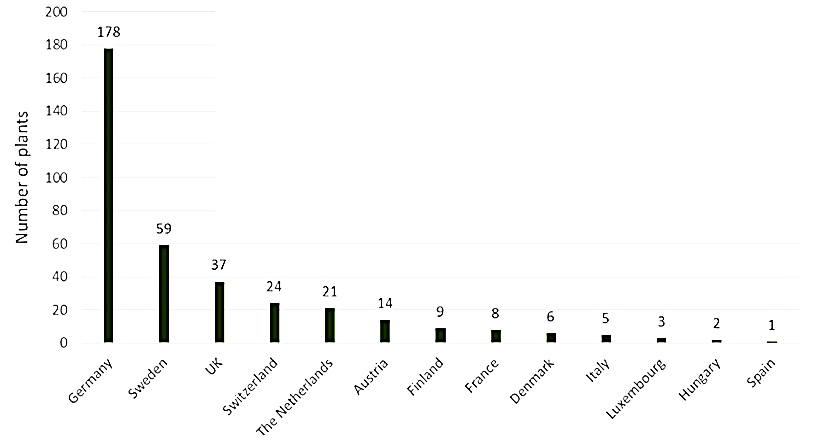 Number of plants
200
180
160
140
120
100
80
60
40
20
0
178
59
37
24
21
14
9
8
6
5
3
2
1
Germany
Sweden
UK
Switzerland
The Netherlands
Austria
Finland
France
Denmark
Italy
Luxembourg
Hungary
Spain